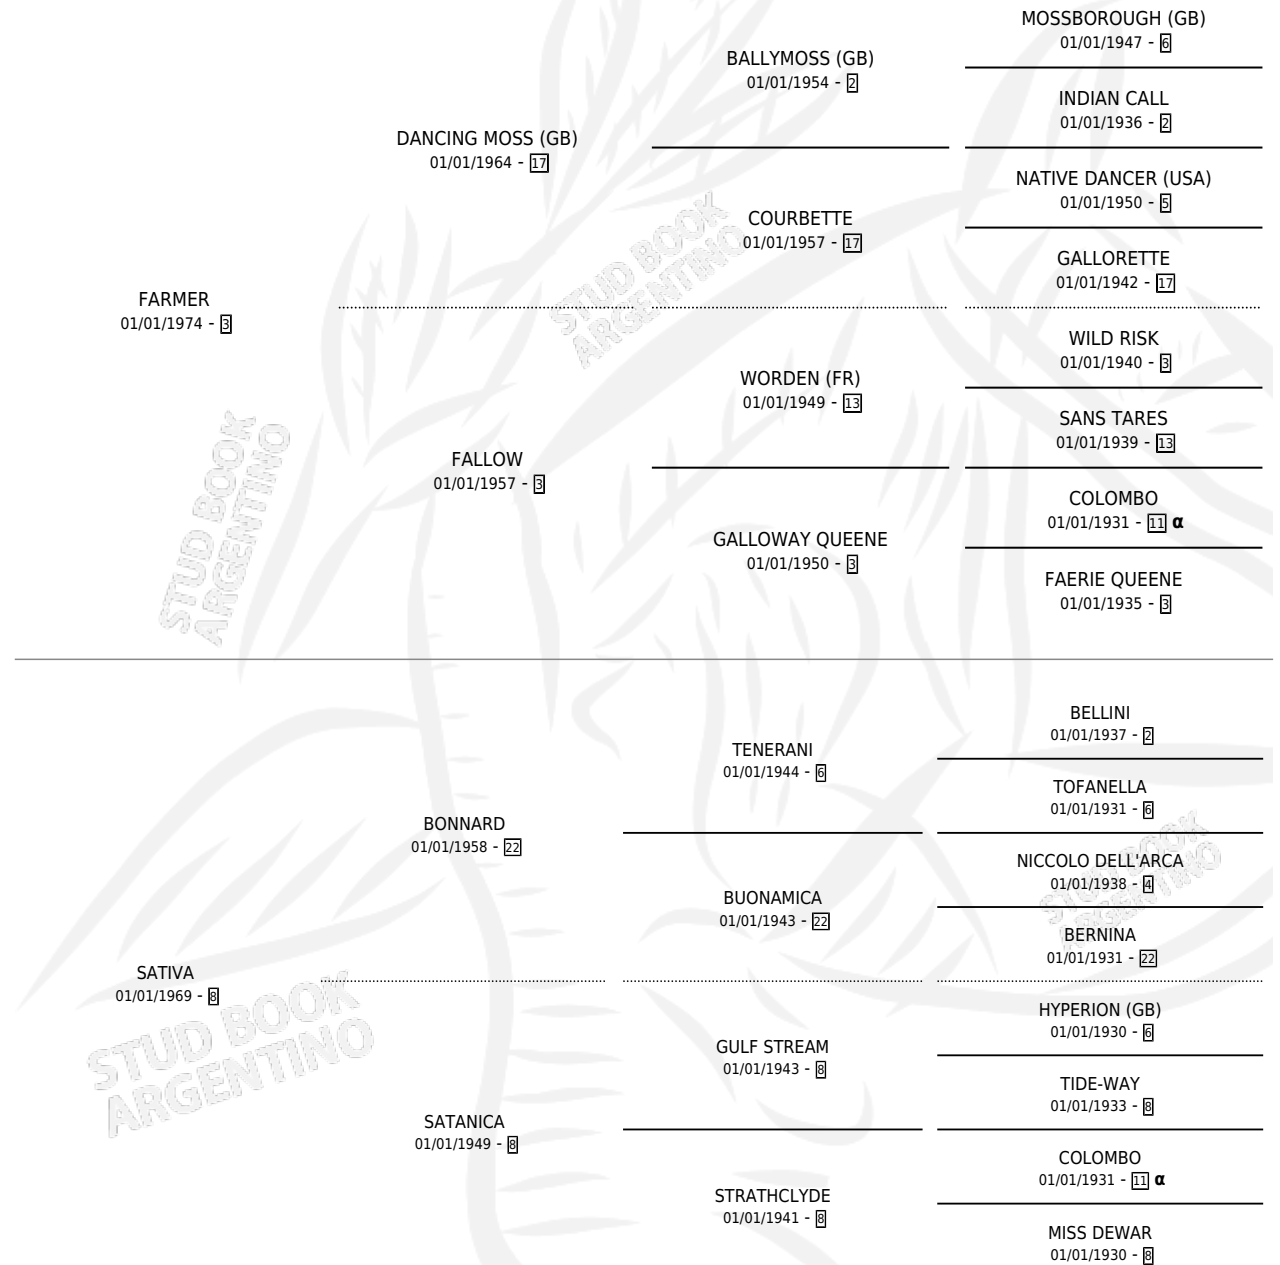 MOSSBOROUGH (GB)
01/01/1947 - 6
BALLYMOSS (GB)
01/01/1954 - 2
INDIAN CALL
01/01/1936 - 2
DANCING MOSS (GB)
01/01/1964 - 17
NATIVE DANCER (USA)
01/01/1950 - 5
COURBETTE
01/01/1957 - 17
GALLORETTE
01/01/1942 - 17
STUD BOOK
ARGENTINO
FARMER
01/01/1974 - 3
WILD RISK
01/01/1940 - 3
WORDEN (FR)
01/01/1949 - 13
SANS TARES
01/01/1939 - 13
FALLOW
01/01/1957 - 3
COLOMBO
01/01/1931 - 11 α
GALLOWAY QUEENE
01/01/1950 - 3
FAERIE QUEENE
01/01/1935 - 3
STUD BOOK
ARGENTINO
BELLINI
01/01/1937 - 2
TENERANI
01/01/1944 - 6
TOFANELLA
01/01/1931 - 6
BONNARD
01/01/1958 - 22
NICCOLO DELL'ARCA
01/01/1938 - 4
BUONAMICA
01/01/1943 - 22
BERNINA
01/01/1931 - 22
STUD BOOK
ARGENTINO
SATIVA
01/01/1969 - 8
HYPERION (GB)
01/01/1930 - 6
GULF STREAM
01/01/1943 - 8
TIDE-WAY
01/01/1933 - 8
STUD BOOK
ARGENTINO
SATANICA
01/01/1949 - 8
COLOMBO
01/01/1931 - 11 α
STRATHCLYDE
01/01/1941 - 8
MISS DEWAR
01/01/1930 - 8